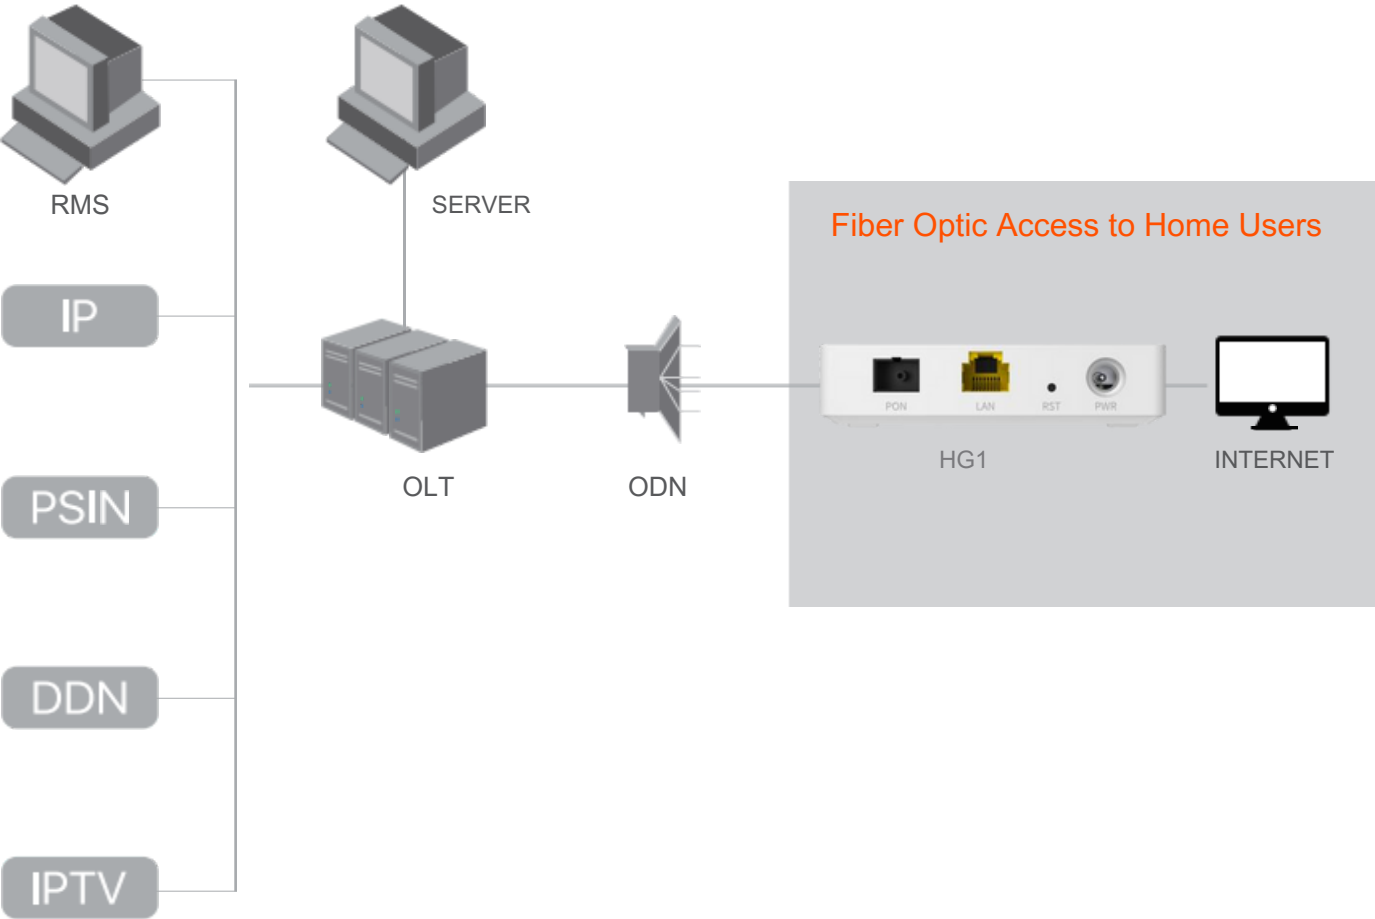 RMS
SERVER
Fiber Optic Access to Home Users
IP
PON LAN RST PWR
HG1
INTERNET
OLT
ODN
PSIN
DDN
IPTV